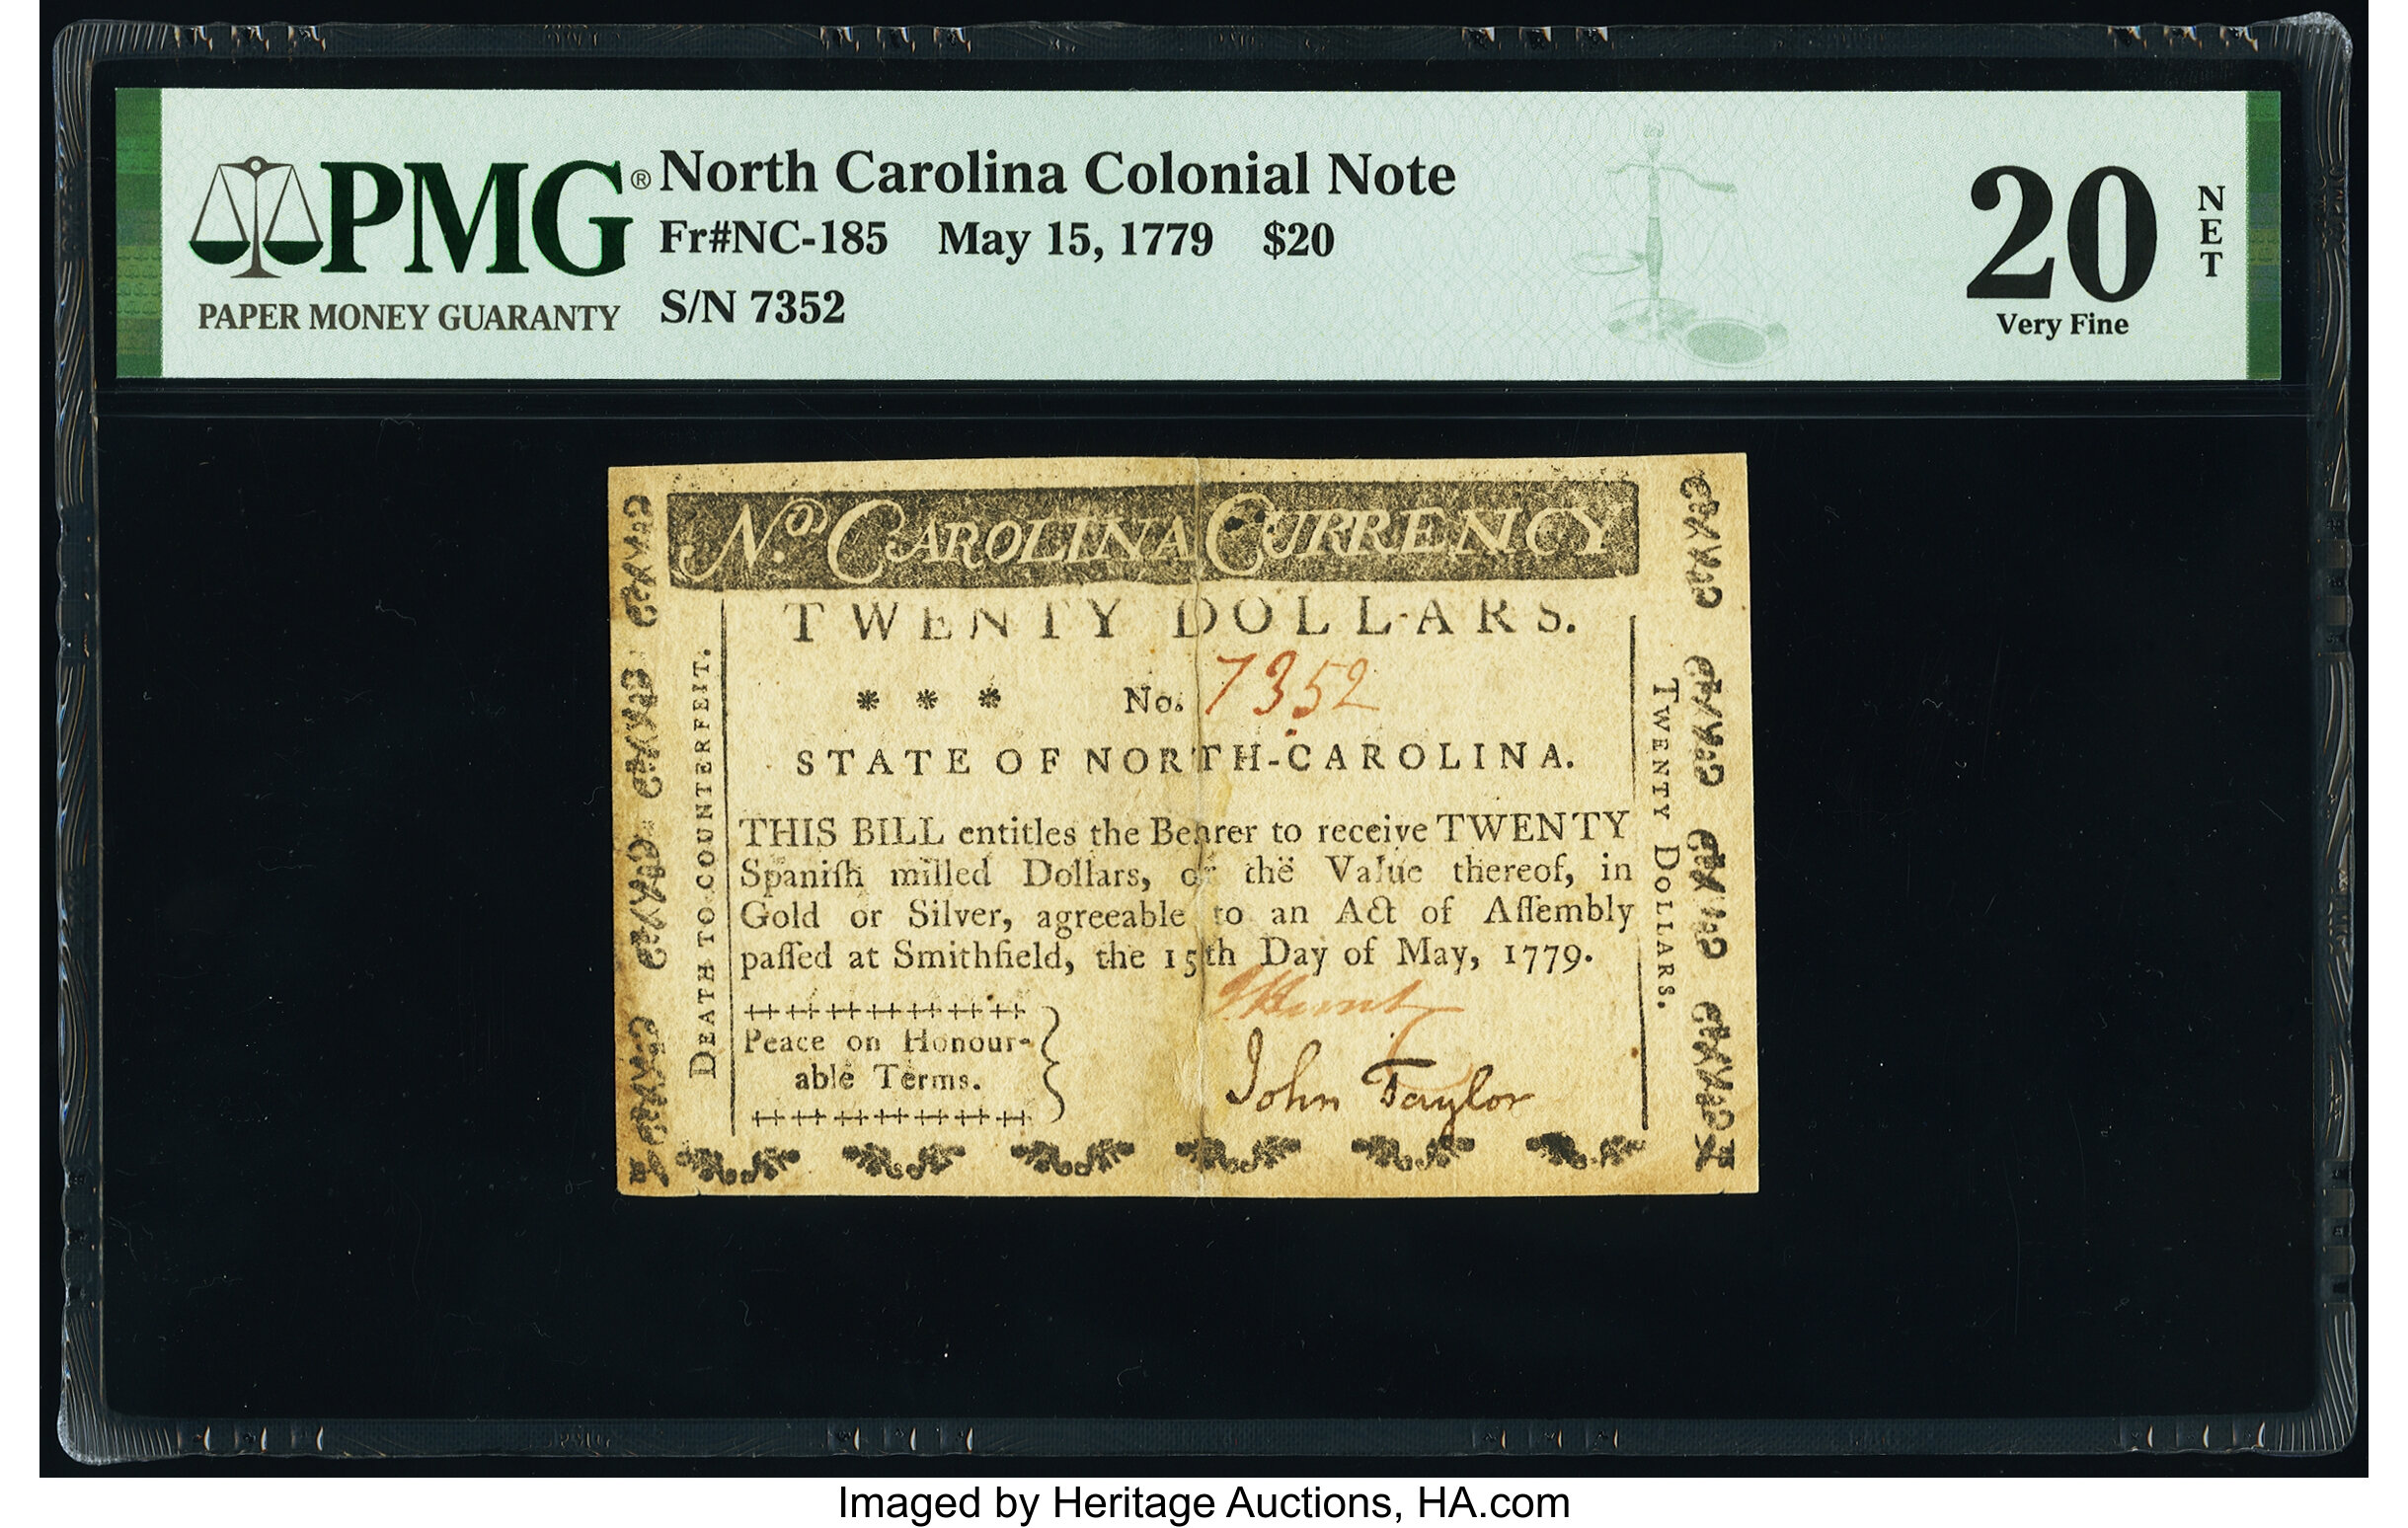 PMG®
PAPER MONEY GUARANTY
North Carolina Colonial Note
Fr#NC-185 May 15, 1779 $20
S/N 7352
20
NET
Very Fine
No. CAROLINA CURRENCY
TWENTY DOLLARS.
* * * No. 7352
STATE OF NORTH-CAROLINA.
THIS BILL entitles the Bearer to receive TWENTY
Spaniſh milled Dollars, or the Value thereof, in
Gold or Silver, agreeable to an Act of Aſſembly
paſſed at Smithfield, the 15th Day of May, 1779.
Peace on Honour-
able Terms.
Hunt
John Taylor
DEATH TO COUNTERFEIT.
TWENTY DOLLARS.
Imaged by Heritage Auctions, HA.com